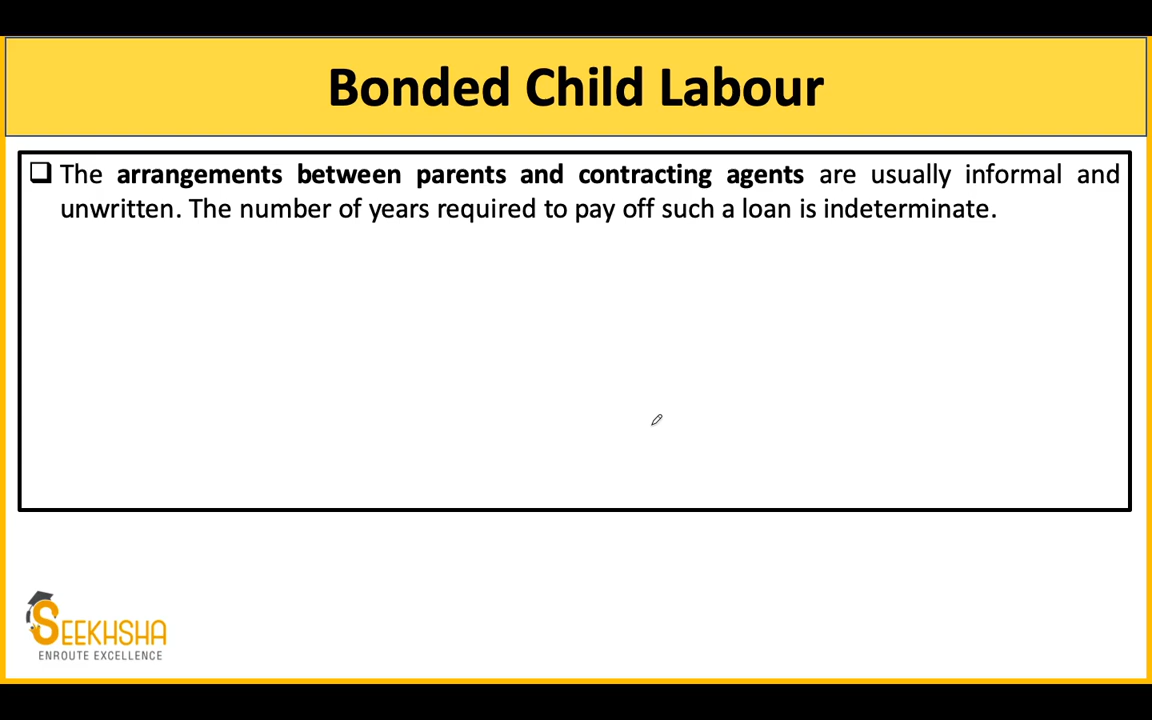 Bonded Child Labour
The arrangements between parents and contracting agents are usually informal and
unwritten. The number of years required to pay off such a loan is indeterminate.
SEEKHSHA
ENROUTE EXCELLENCE